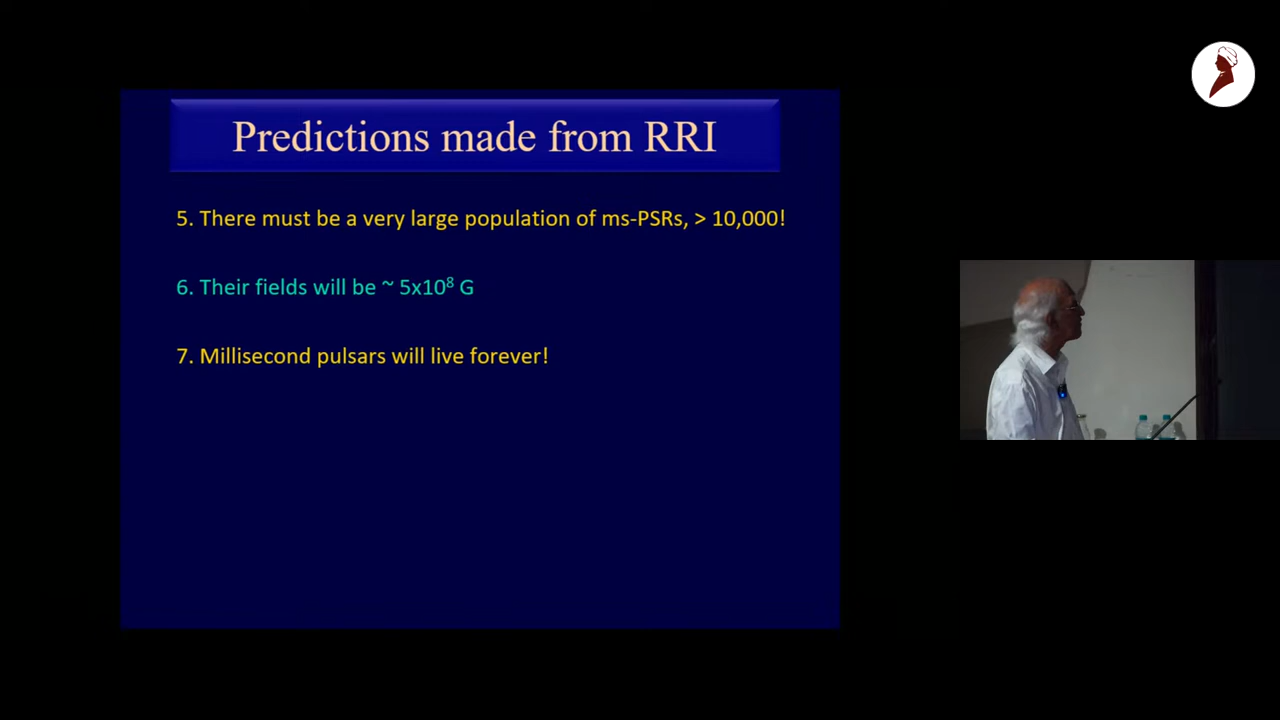 Predictions made from RRI
5. There must be a very large population of ms-PSRs, > 10,000!
6. Their fields will be ~ 5x10⁸ G
7. Millisecond pulsars will live forever!